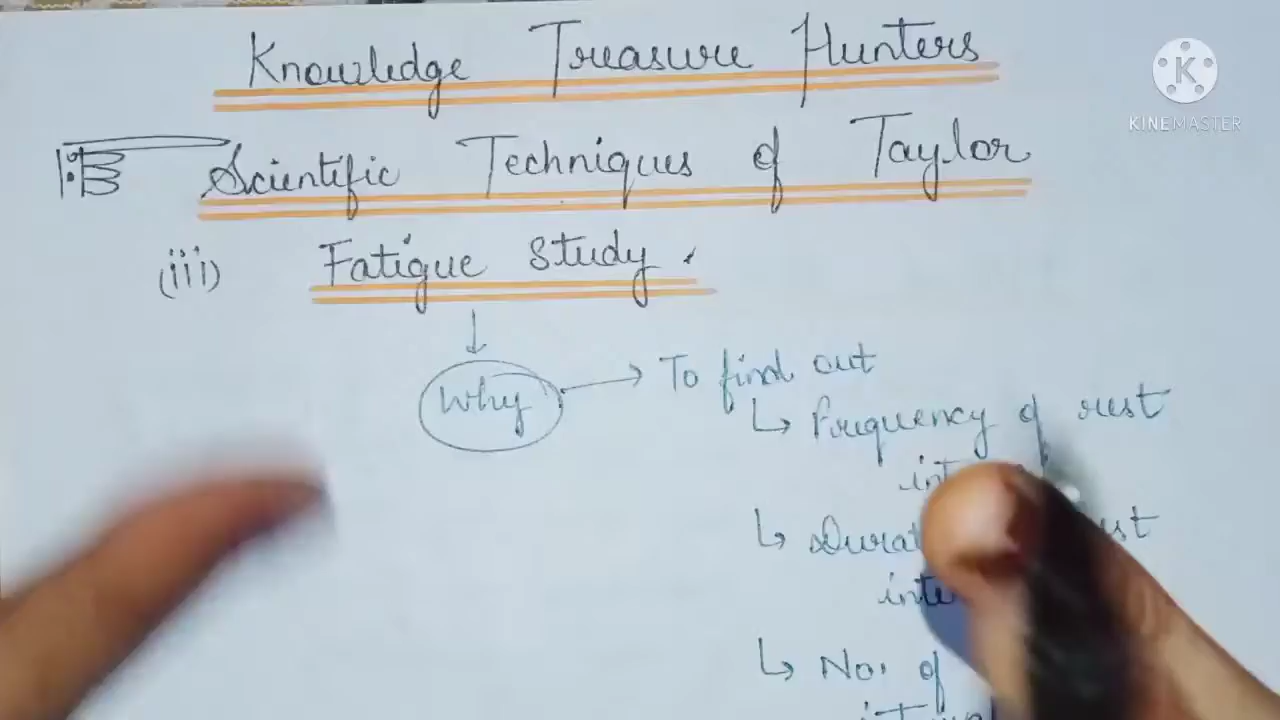 Knowledge Treasure Hunters
K
KINEMASTER
Scientific Techniques of Taylor
(iii) Fatigue Study.
Why
To find out
Frequency of rest
No. of